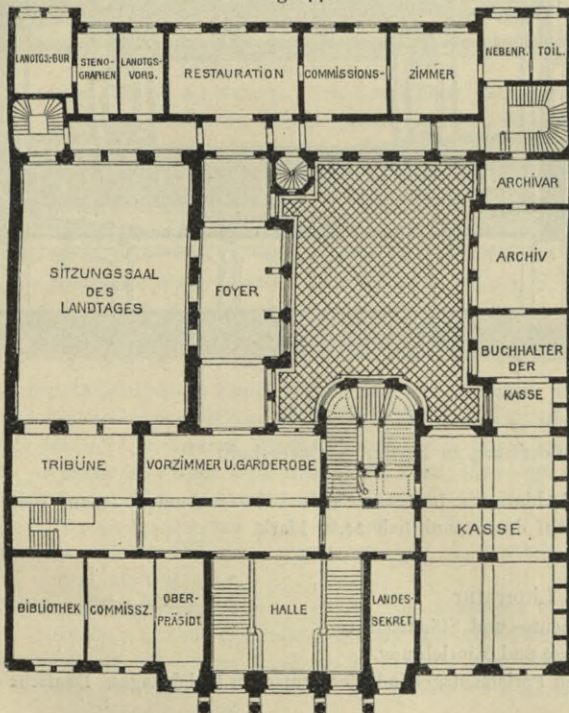 LANDTGS-BUR.
STENO-
GRAPHEN
LANDTGS-
VORS.
RESTAURATION
COMMISSIONS-
ZIMMER
NEBENR.
TOIL.
ARCHIVAR
SITZUNGSSAAL
DES
LANDTAGES
FOYER
ARCHIV
BUCHHALTER
DER
KASSE
TRIBÜNE
VORZIMMER U. GARDEROBE
KASSE
BIBLIOTHEK
COMMISSZ.
OBER-
PRÄSIDT.
HALLE
LANDES-
SEKRET.